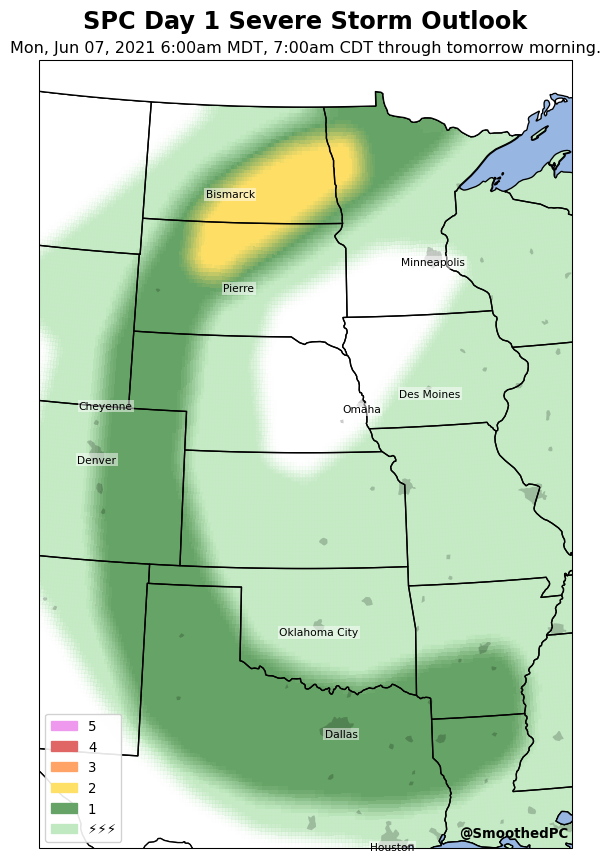 SPC Day 1 Severe Storm Outlook
Mon, Jun 07, 2021 6:00am MDT, 7:00am CDT through tomorrow morning.
Bismarck
Minneapolis
Pierre
Des Moines
Cheyenne
Omaha
Denver
Oklahoma City
Dallas
5
4
3
2
1
⚡⚡⚡
@SmoothedPC
Houston